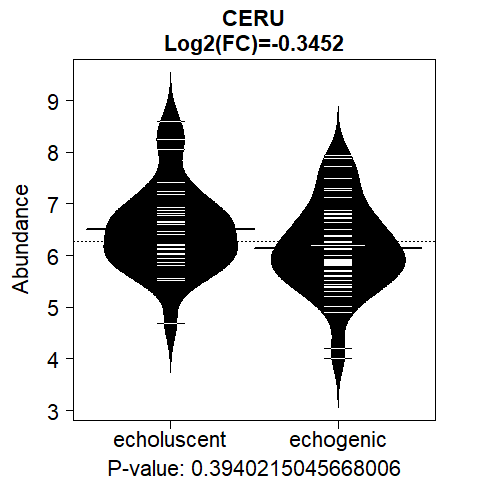 CERU
Log2(FC)=-0.3452
Abundance
9
8
7
6
5
4
3
echoluscent echogenic
P-value: 0.3940215045668006